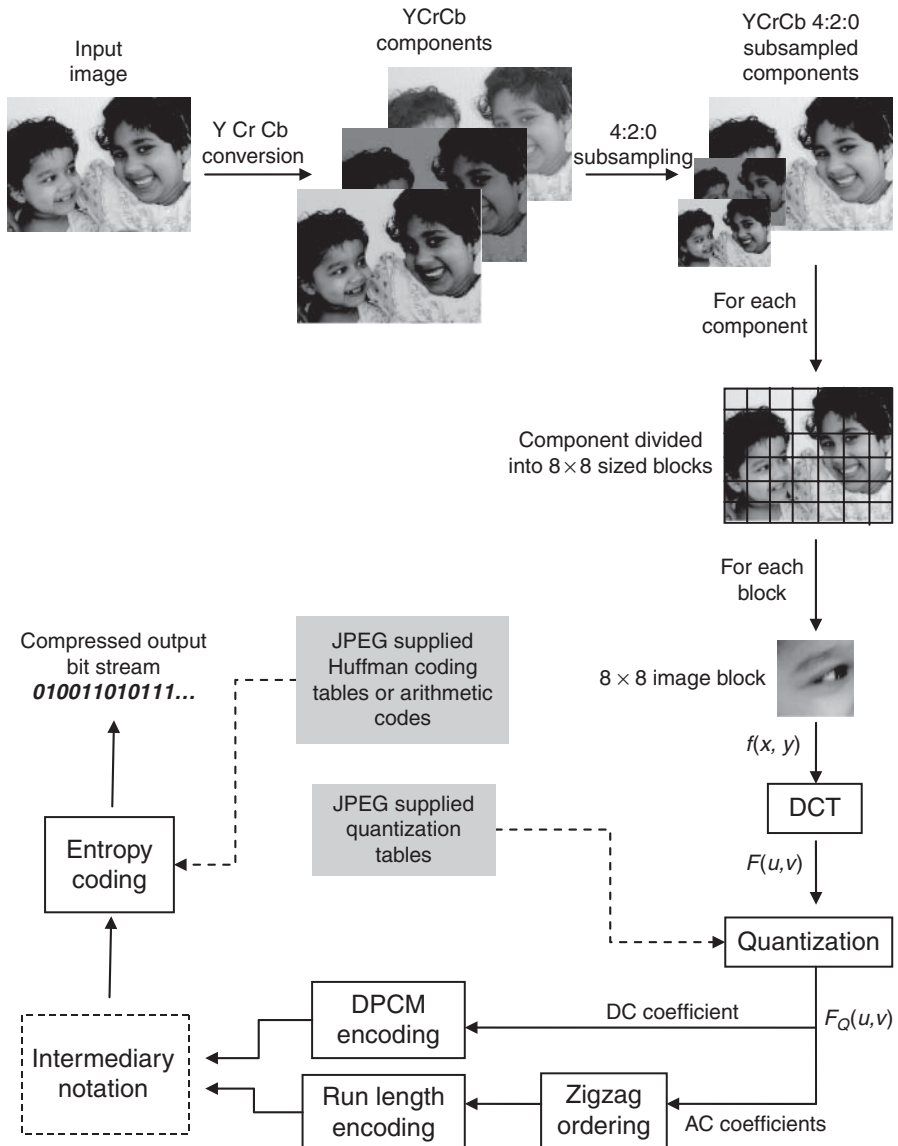 Input
image
Y Cr Cb
conversion
YCrCb
components
4:2:0
subsampling
YCrCb 4:2:0
subsampled
components
For each
component
Component divided
into 8 × 8 sized blocks
For each
block
8 × 8 image block
f(x, y)
DCT
F(u,v)
JPEG supplied
quantization
tables
Quantization
F_Q(u,v)
DC coefficient
DPCM
encoding
AC coefficients
Zigzag
ordering
Run length
encoding
Intermediary
notation
JPEG supplied
Huffman coding
tables or arithmetic
codes
Entropy
coding
Compressed output
bit stream
010011010111...